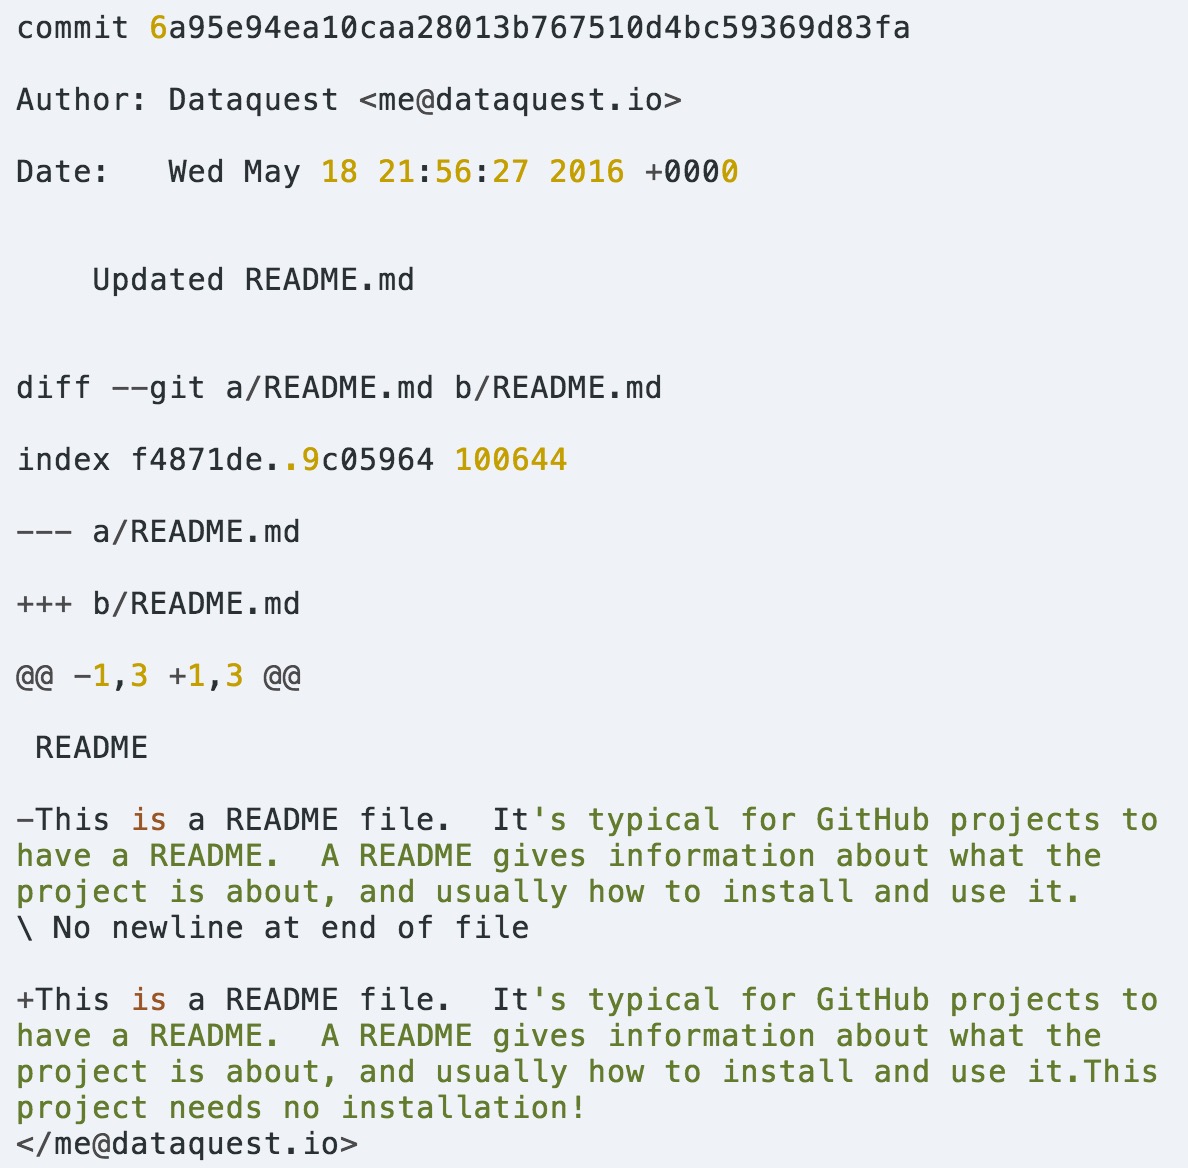 commit 6a95e94ea10caa28013b767510d4bc59369d83fa
Author: Dataquest <me@dataquest.io>
Date:   Wed May 18 21:56:27 2016 +0000
    Updated README.md
diff --git a/README.md b/README.md
index f4871de..9c05964 100644
--- a/README.md
+++ b/README.md
@@ -1,3 +1,3 @@
 README
-This is a README file.  It's typical for GitHub projects to
have a README.  A README gives information about what the
project is about, and usually how to install and use it.
\ No newline at end of file
+This is a README file.  It's typical for GitHub projects to
have a README.  A README gives information about what the
project is about, and usually how to install and use it.This
project needs no installation!
</me@dataquest.io>